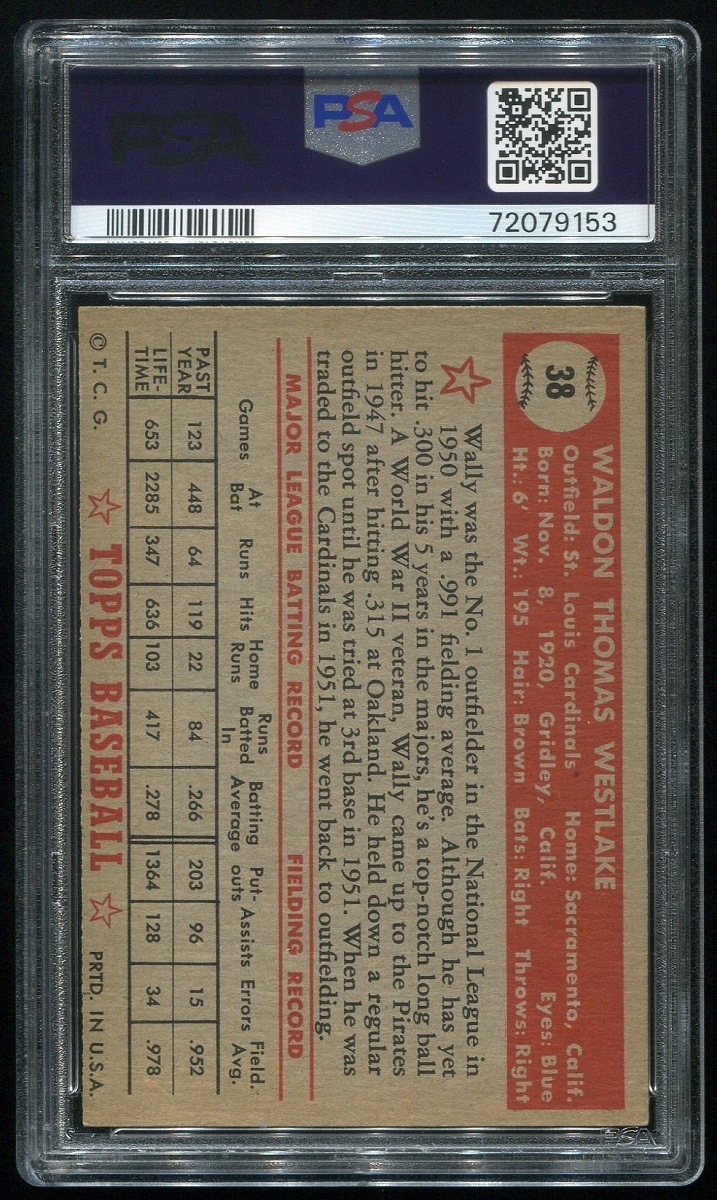 PSA
PSA
72079153
38
WALDON THOMAS WESTLAKE
Outfield: St. Louis Cardinals Home: Sacramento, Calif.
Born: Nov. 8, 1920, Gridley, Calif. Eyes: Blue
Ht.: 6' Wt.: 195 Hair: Brown Bats: Right Throws: Right
Wally was the No. 1 outfielder in the National League in
1950 with a .991 fielding average. Although he has yet
to hit .300 in his 5 years in the majors, he's a top-notch long ball
hitter. A World War II veteran, Wally came up to the Pirates
in 1947 after hitting .315 at Oakland. He held down a regular
outfield spot until he was tried at 3rd base in 1951. When he was
traded to the Cardinals in 1951, he went back to outfielding.
MAJOR LEAGUE BATTING RECORD FIELDING RECORD
Games At Bat Runs Hits Home Runs Runs Batted In Batting Average Put-outs Assists Errors Field. Avg.
PAST YEAR 123 448 64 119 22 84 .266 203 96 15 .952
LIFE-TIME 653 2285 347 636 103 417 .278 1364 128 34 .978
© T. C. G. TOPPS BASEBALL PRTD. IN U.S.A.
PSA